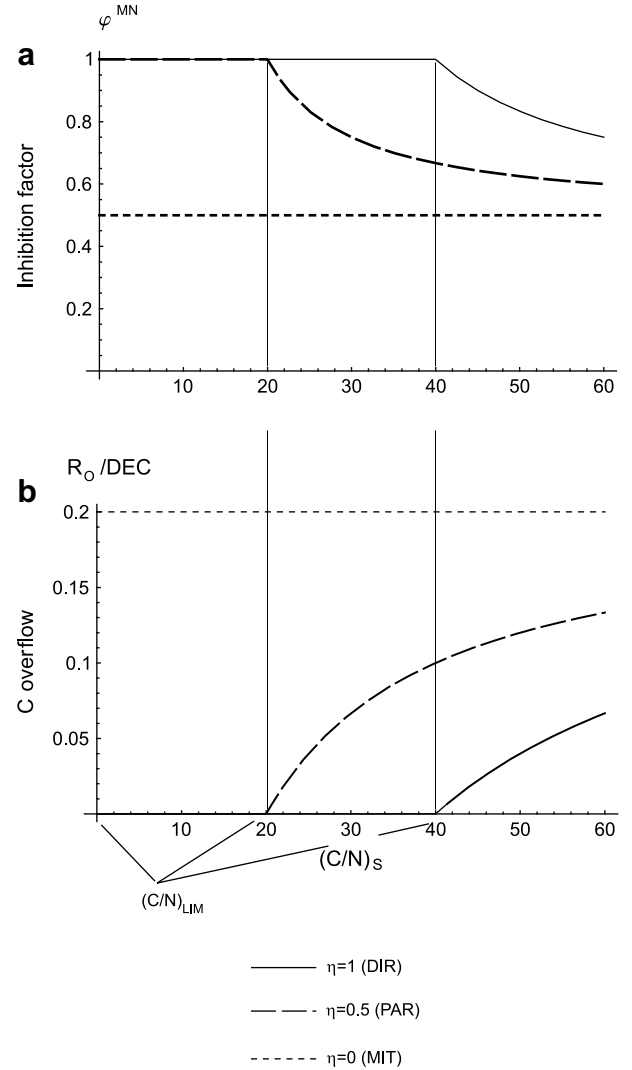 φ MN
a
1
0.8
0.6
0.4
0.2
Inhibition factor
10 20 30 40 50 60
R_O /DEC
b
0.2
0.15
0.1
0.05
C overflow
10 20 30 40 50 60
(C/N)_S
(C/N)_LIM
η=1 (DIR)
η=0.5 (PAR)
η=0 (MIT)